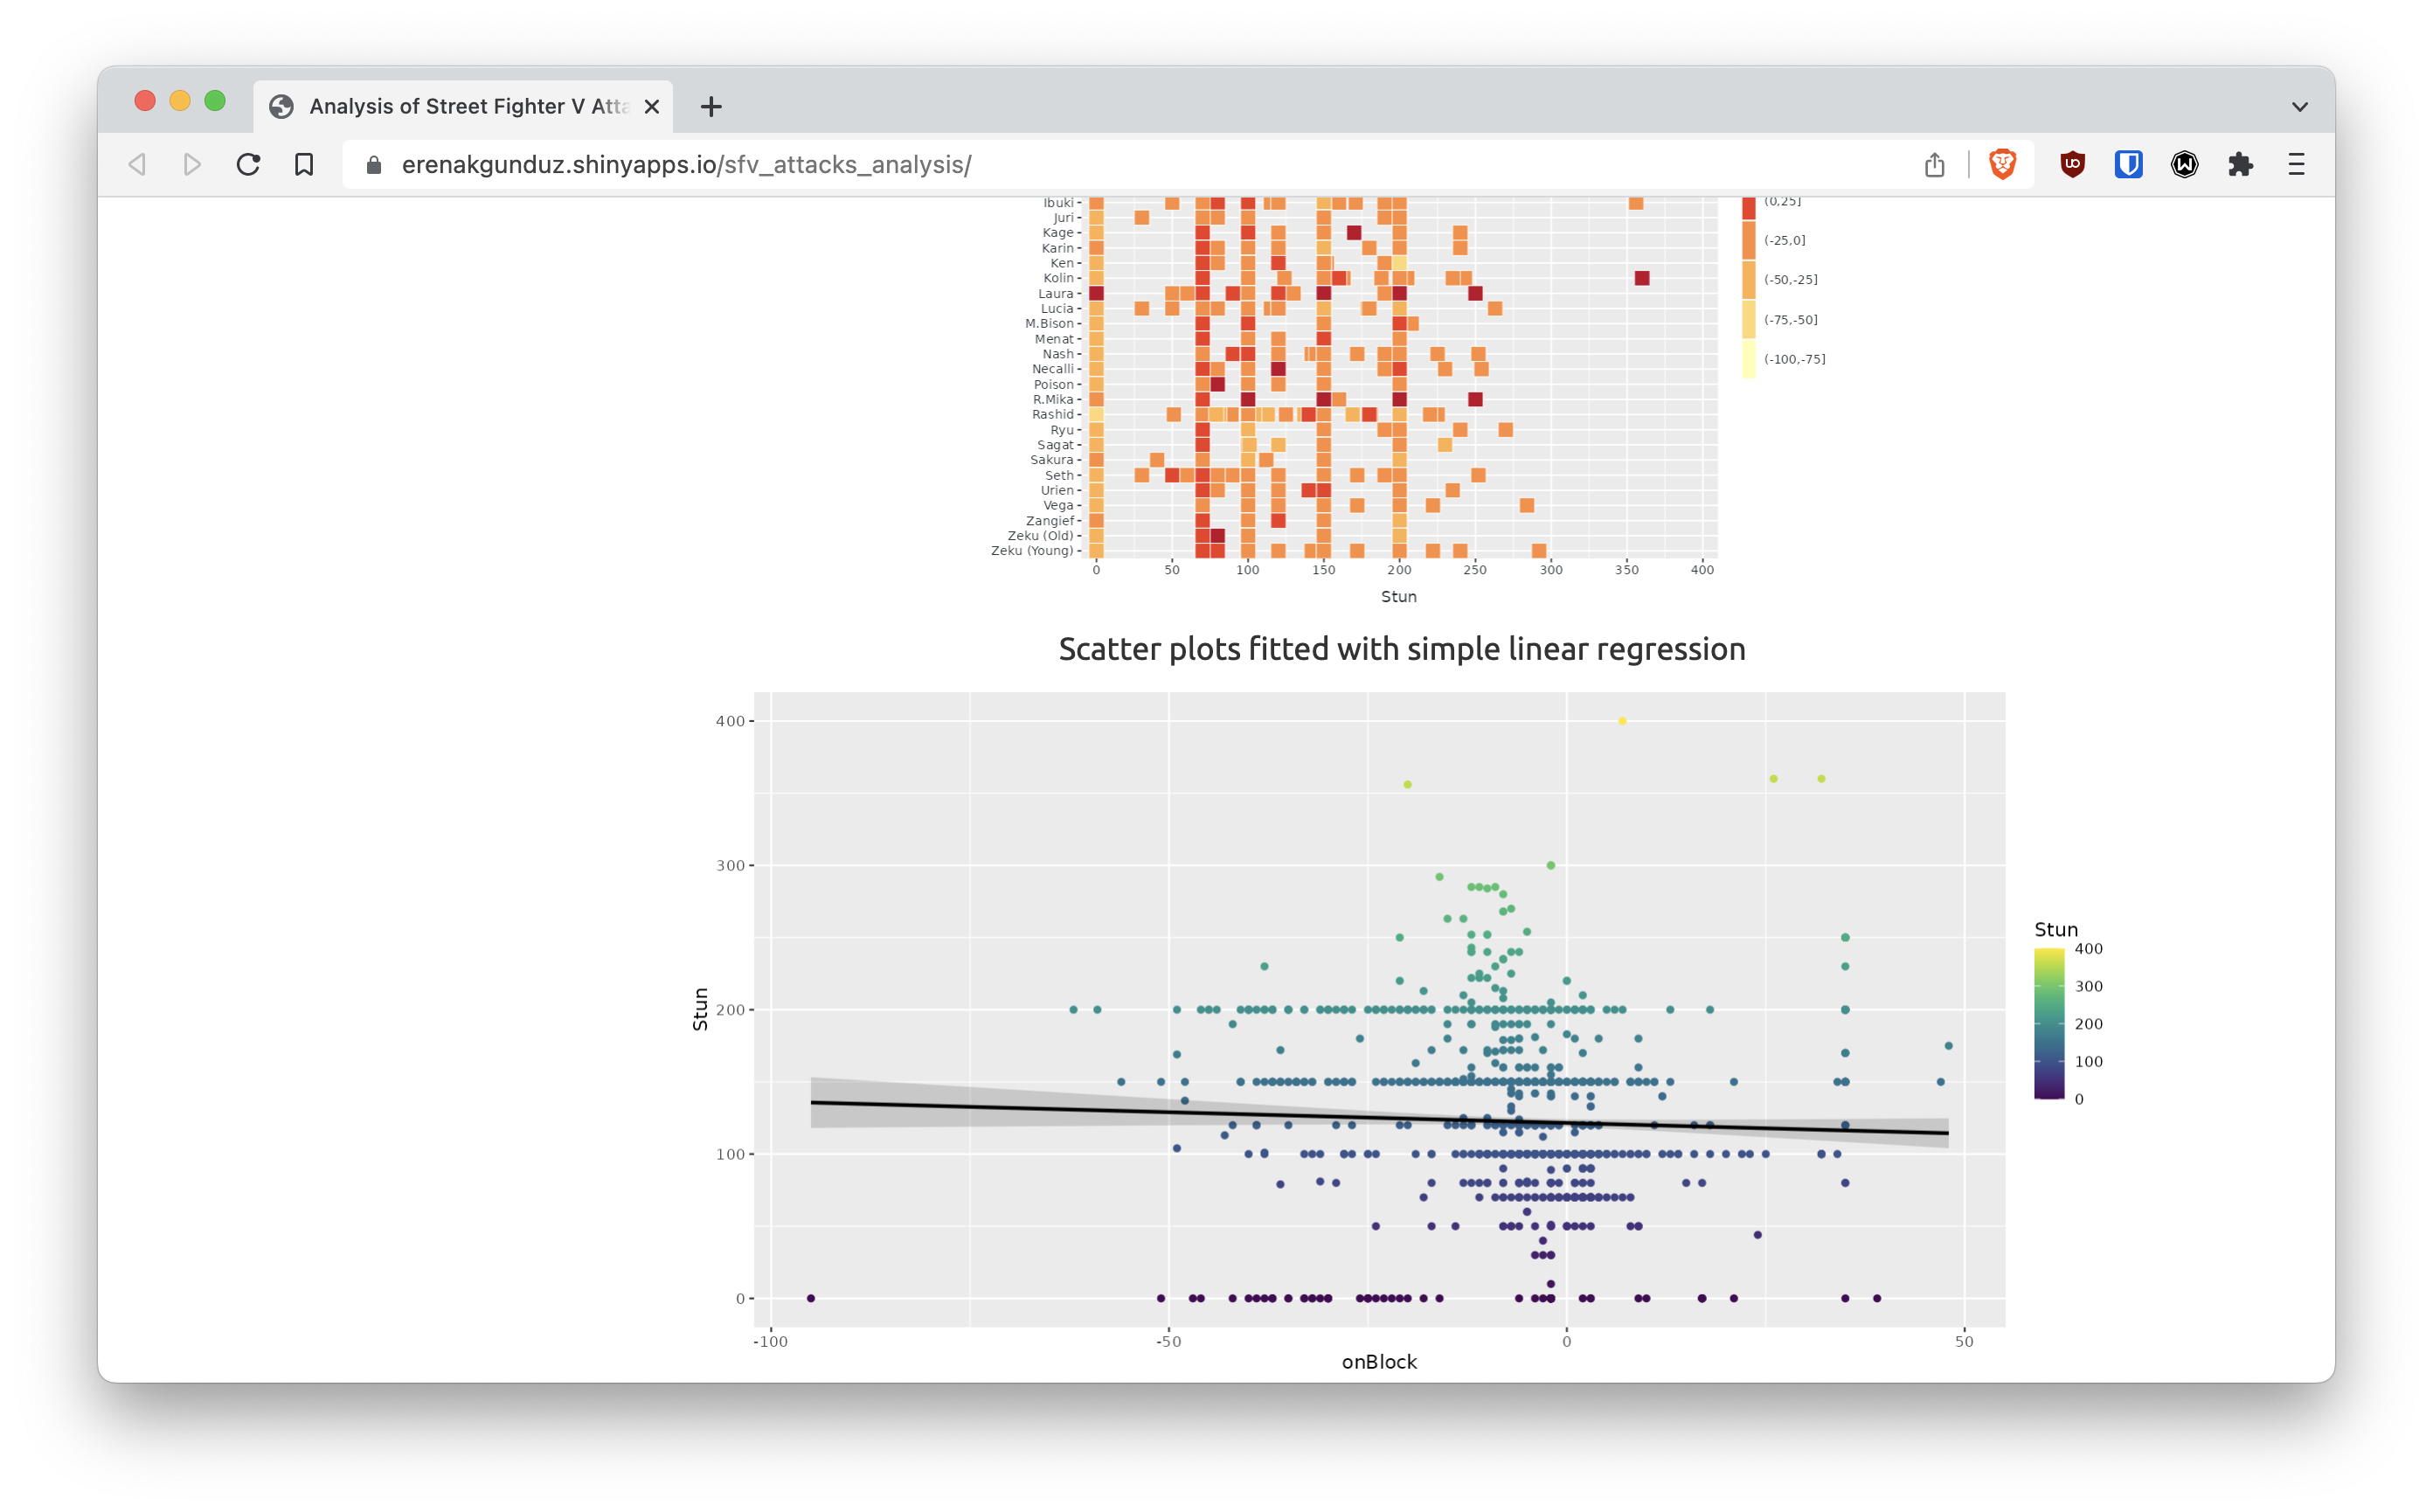 Analysis of Street Fighter V Atta
erenakgunduz.shinyapps.io/sfv_attacks_analysis/
Ibuki
Juri
Kage
Karin
Ken
Kolin
Laura
Lucia
M.Bison
Menat
Nash
Necalli
Poison
R.Mika
Rashid
Ryu
Sagat
Sakura
Seth
Urien
Vega
Zangief
Zeku (Old)
Zeku (Young)
0 50 100 150 200 250 300 350 400
Stun
(0,25]
(-25,0]
(-50,-25]
(-75,-50]
(-100,-75]
Scatter plots fitted with simple linear regression
400
300
200
100
0
Stun
-100 -50 0 50
onBlock
Stun
400
300
200
100
0